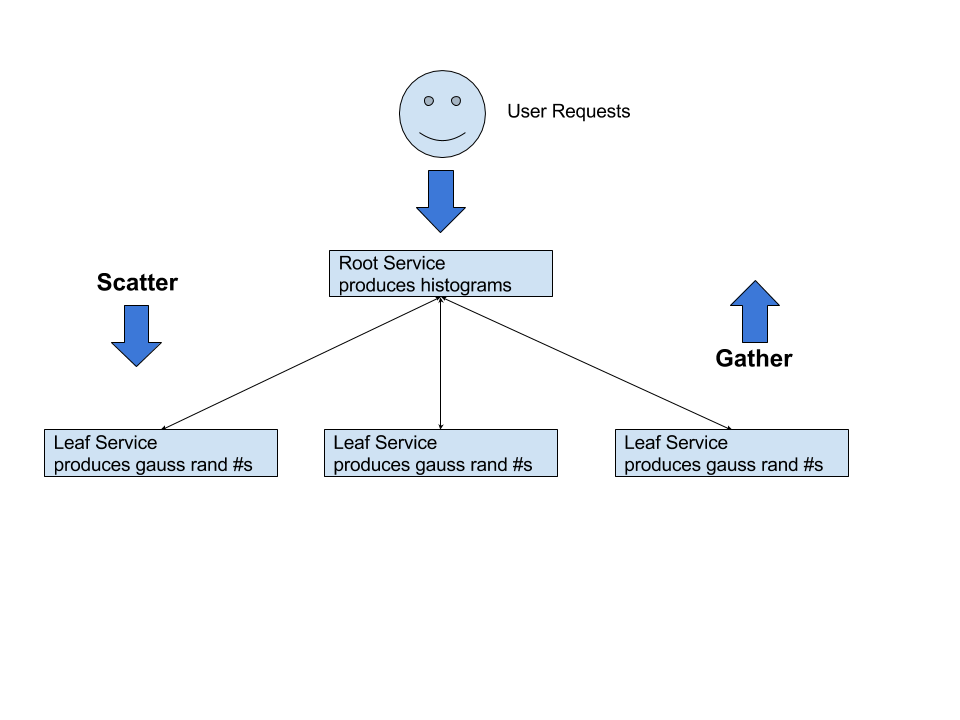 User Requests
Root Service
produces histograms
Scatter
Gather
Leaf Service
produces gauss rand #s
Leaf Service
produces gauss rand #s
Leaf Service
produces gauss rand #s